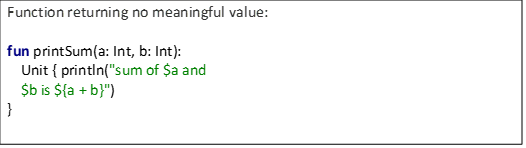 Function returning no meaningful value:
fun printSum(a: Int, b: Int):
Unit { println("sum of $a and
$b is ${a + b}")
}